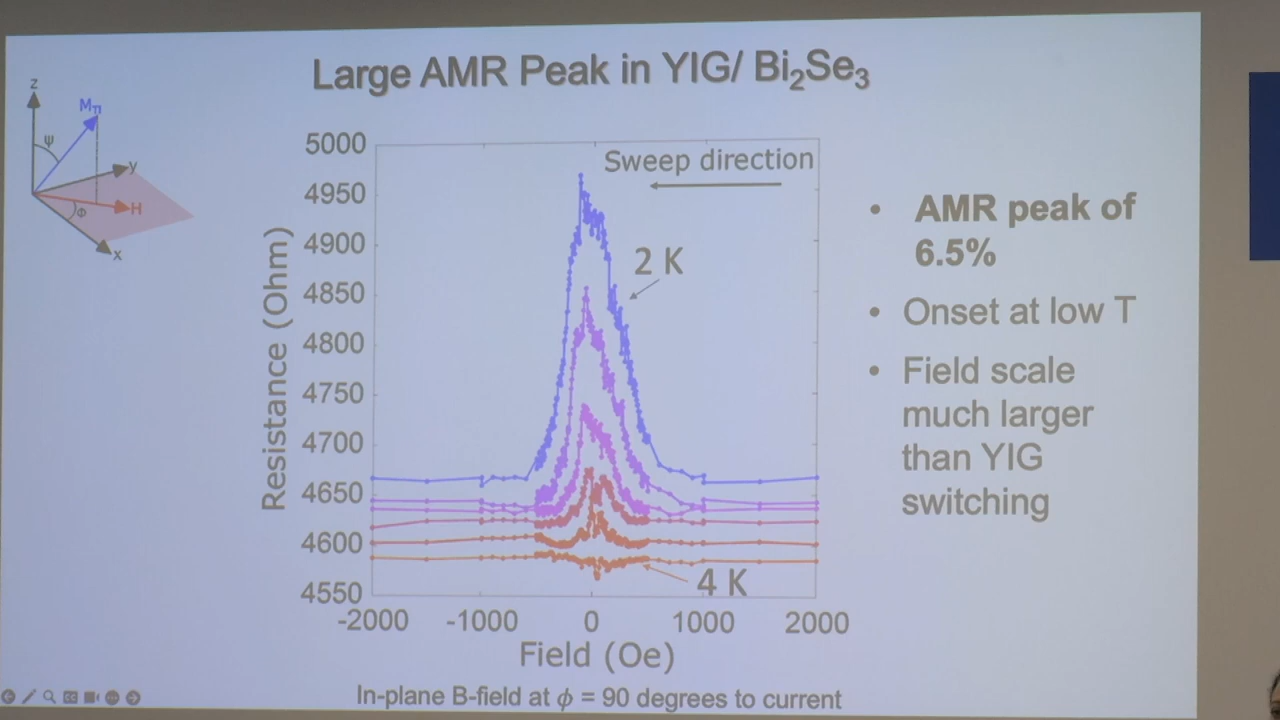 Large AMR Peak in YIG/ Bi₂Se₃
z
M_TI
ψ
y
H
ϕ
x
5000
4950
4900
4850
4800
4750
4700
4650
4600
4550
Resistance (Ohm)
Sweep direction
2 K
4 K
-2000 -1000 0 1000 2000
Field (Oe)
In-plane B-field at ϕ = 90 degrees to current
• AMR peak of
6.5%
• Onset at low T
• Field scale
much larger
than YIG
switching